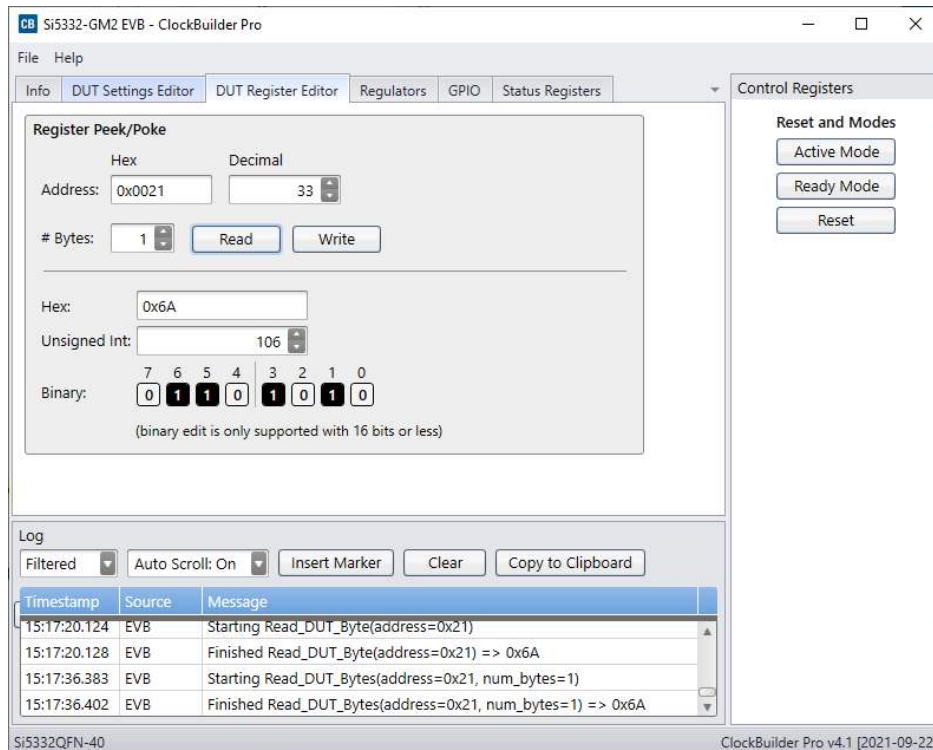 CB Si5332-GM2 EVB - ClockBuilder Pro
File Help
Info DUT Settings Editor DUT Register Editor Regulators GPIO Status Registers
Control Registers
Register Peek/Poke
Hex Decimal
Address: 0x0021 33
# Bytes: 1 Read Write
Hex: 0x6A
Unsigned Int: 106
7 6 5 4 3 2 1 0
Binary: 0 1 1 0 1 0 1 0
(binary edit is only supported with 16 bits or less)
Reset and Modes
Active Mode
Ready Mode
Reset
Log
Filtered Auto Scroll: On Insert Marker Clear Copy to Clipboard
Timestamp Source Message
15:17:20.124 EVB Starting Read_DUT_Byte(address=0x21)
15:17:20.128 EVB Finished Read_DUT_Byte(address=0x21) => 0x6A
15:17:36.383 EVB Starting Read_DUT_Bytes(address=0x21, num_bytes=1)
15:17:36.402 EVB Finished Read_DUT_Bytes(address=0x21, num_bytes=1) => 0x6A
Si5332QFN-40 ClockBuilder Pro v4.1 [2021-09-22